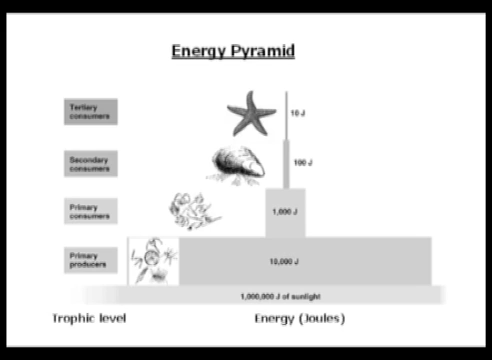 Energy Pyramid
Tertiary
consumers
10 J
Secondary
consumers
100 J
Primary
consumers
1,000 J
Primary
producers
10,000 J
1,000,000 J of sunlight
Trophic level
Energy (Joules)